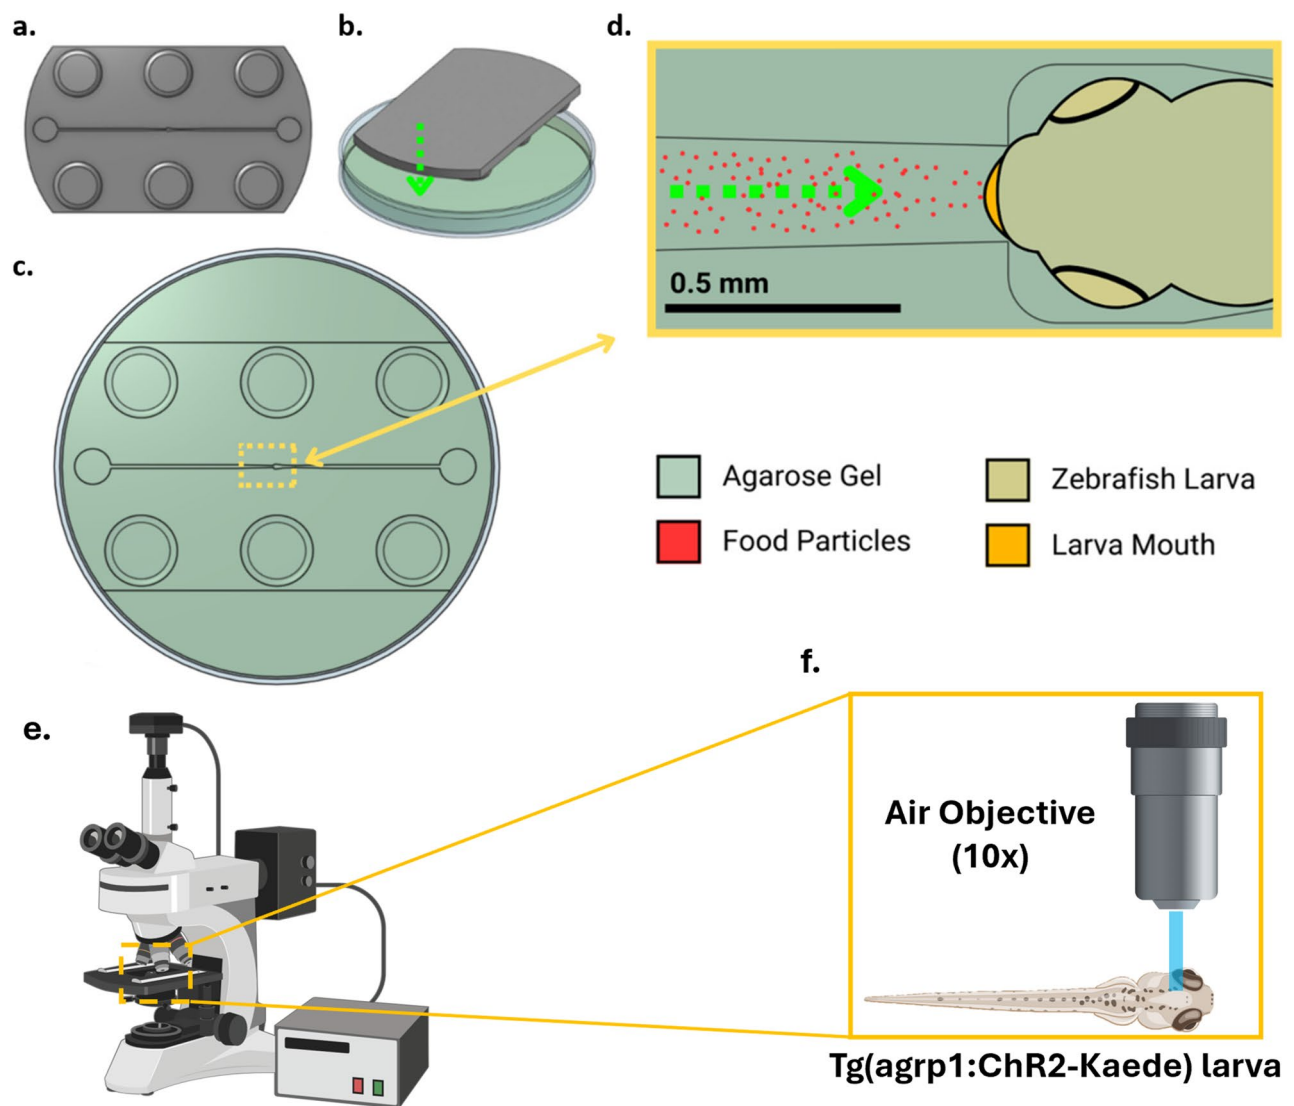 a.
b.
d.
0.5 mm
c.
Agarose Gel
Zebrafish Larva
Food Particles
Larva Mouth
f.
e.
Air Objective
(10x)
Tg(agrp1:ChR2-Kaede) larva